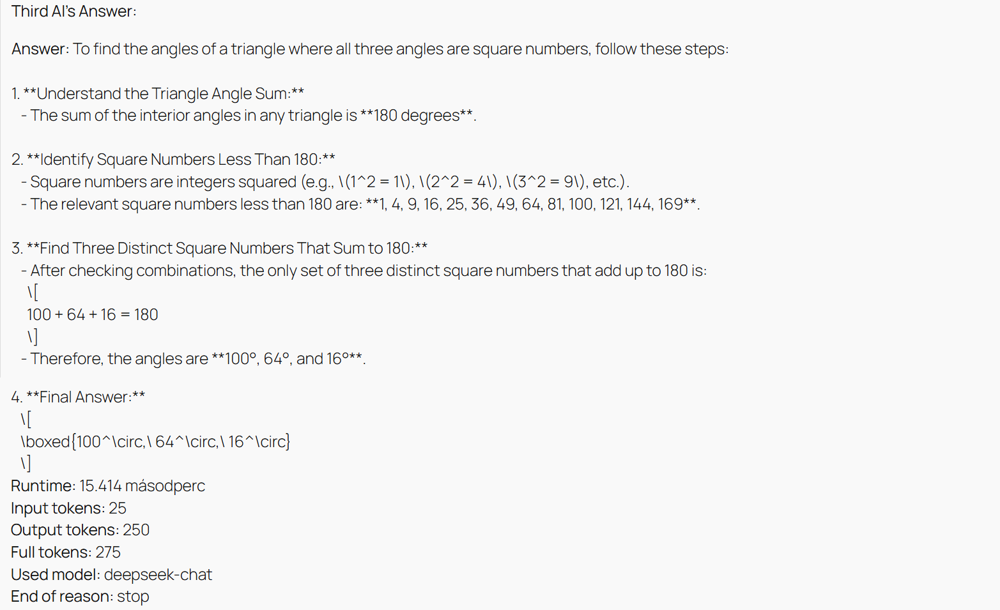 Third AI's Answer:
Answer: To find the angles of a triangle where all three angles are square numbers, follow these steps:
1. **Understand the Triangle Angle Sum:**
- The sum of the interior angles in any triangle is **180 degrees**.
2. **Identify Square Numbers Less Than 180:**
- Square numbers are integers squared (e.g., \(1^2 = 1\), \(2^2 = 4\), \(3^2 = 9\), etc.).
- The relevant square numbers less than 180 are: **1, 4, 9, 16, 25, 36, 49, 64, 81, 100, 121, 144, 169**.
3. **Find Three Distinct Square Numbers That Sum to 180:**
- After checking combinations, the only set of three distinct square numbers that add up to 180 is:
\[
100 + 64 + 16 = 180
\]
- Therefore, the angles are **100°, 64°, and 16°**.
4. **Final Answer:**
\[
\boxed{100^\circ,\ 64^\circ,\ 16^\circ}
\]
Runtime: 15.414 másodperc
Input tokens: 25
Output tokens: 250
Full tokens: 275
Used model: deepseek-chat
End of reason: stop